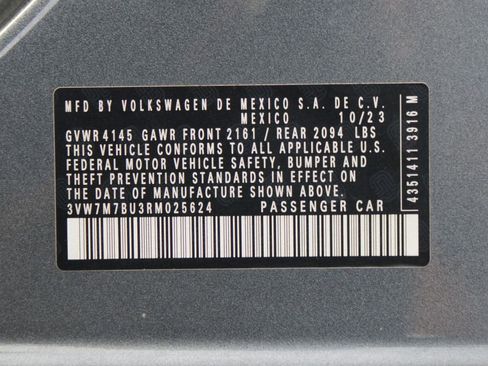 MFD BY VOLKSWAGEN DE MEXICO S.A. DE C.V.
MEXICO 10/23
GVWR 4145 GAWR FRONT 2161 / REAR 2094 LBS
THIS VEHICLE CONFORMS TO ALL APPLICABLE U.S.
FEDERAL MOTOR VEHICLE SAFETY, BUMPER AND
THEFT PREVENTION STANDARDS IN EFFECT ON
THE DATE OF MANUFACTURE SHOWN ABOVE.
3VW7M7BU3RM025624 PASSENGER CAR
4351411 3916 M